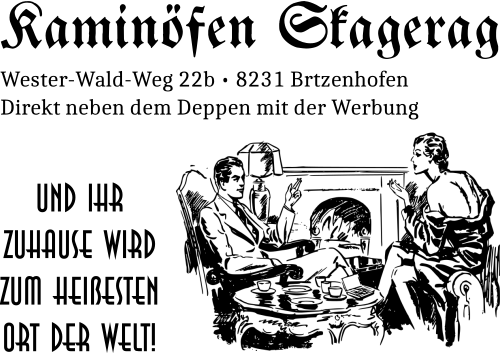 Kaminöfen Skagerag
Wester-Wald-Weg 22b • 8231 Brtzenhofen
Direkt neben dem Deppen mit der Werbung
UND IHR
ZUHAUSE WIRD
ZUM HEIßESTEN
ORT DER WELT!